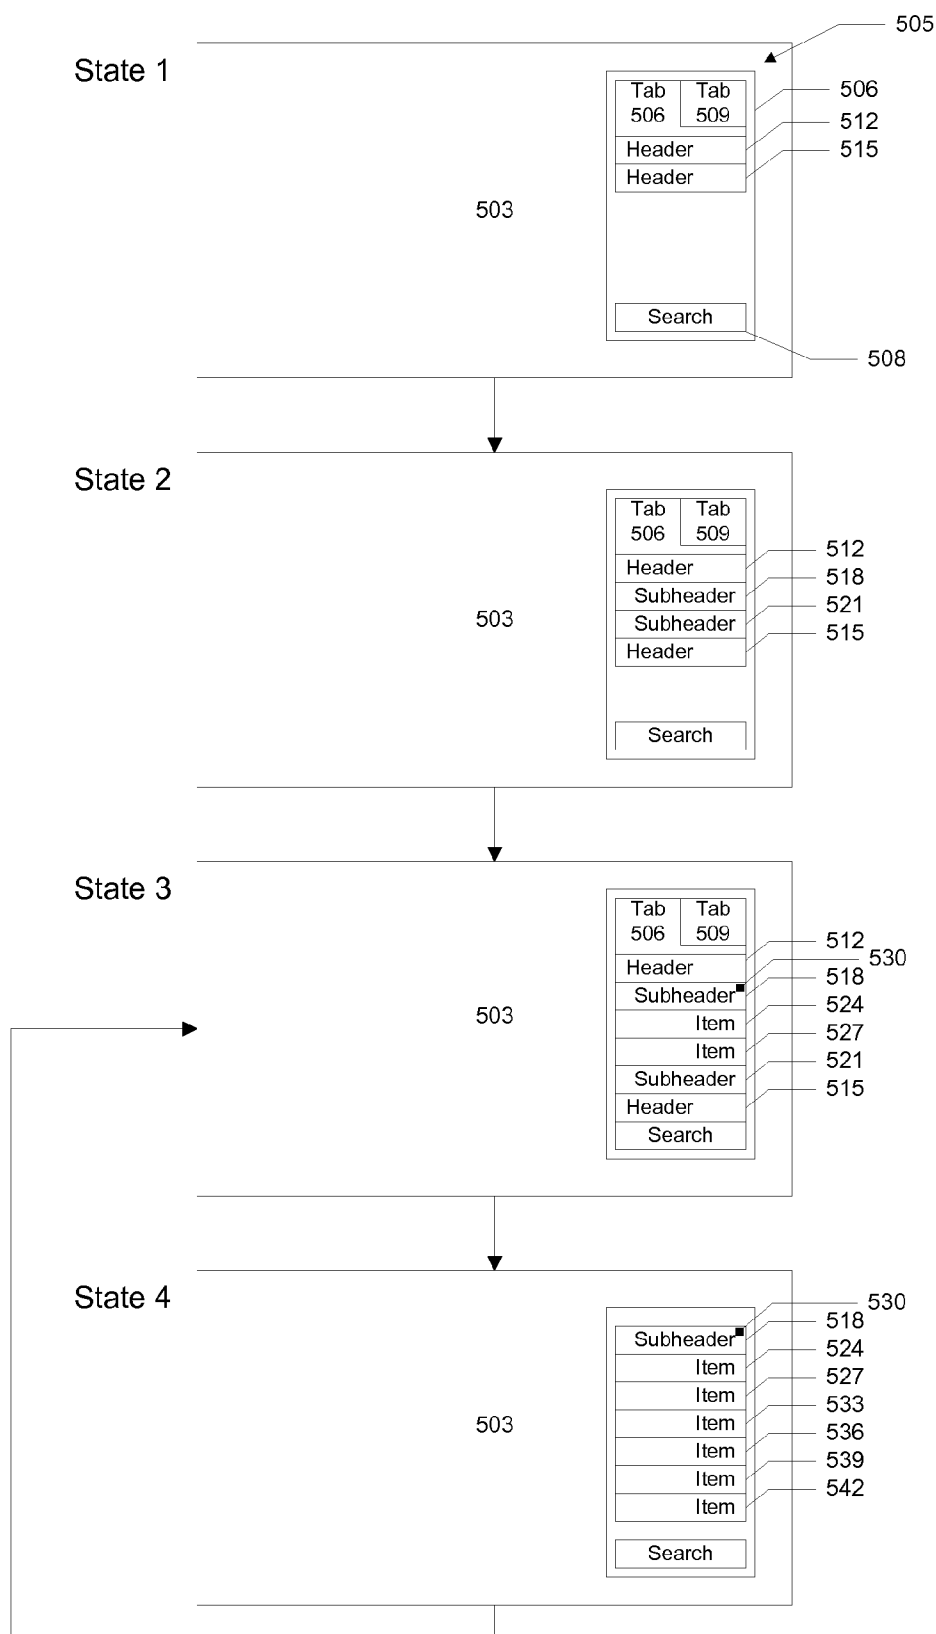 505
State 1
Tab Tab 506
506 509
512
Header 515
Header
503
Search
508
State 2
Tab Tab
506 509
512
Header 518
Subheader 521
503
Subheader 515
Header
Search
State 3
Tab Tab
506 509
512
530
Header 518
Subheader 524
503
Item 527
Item 521
Subheader 515
Header
Search
State 4
530
518
Subheader 524
Item 527
Item 533
503
Item 536
Item 539
Item 542
Item
Search